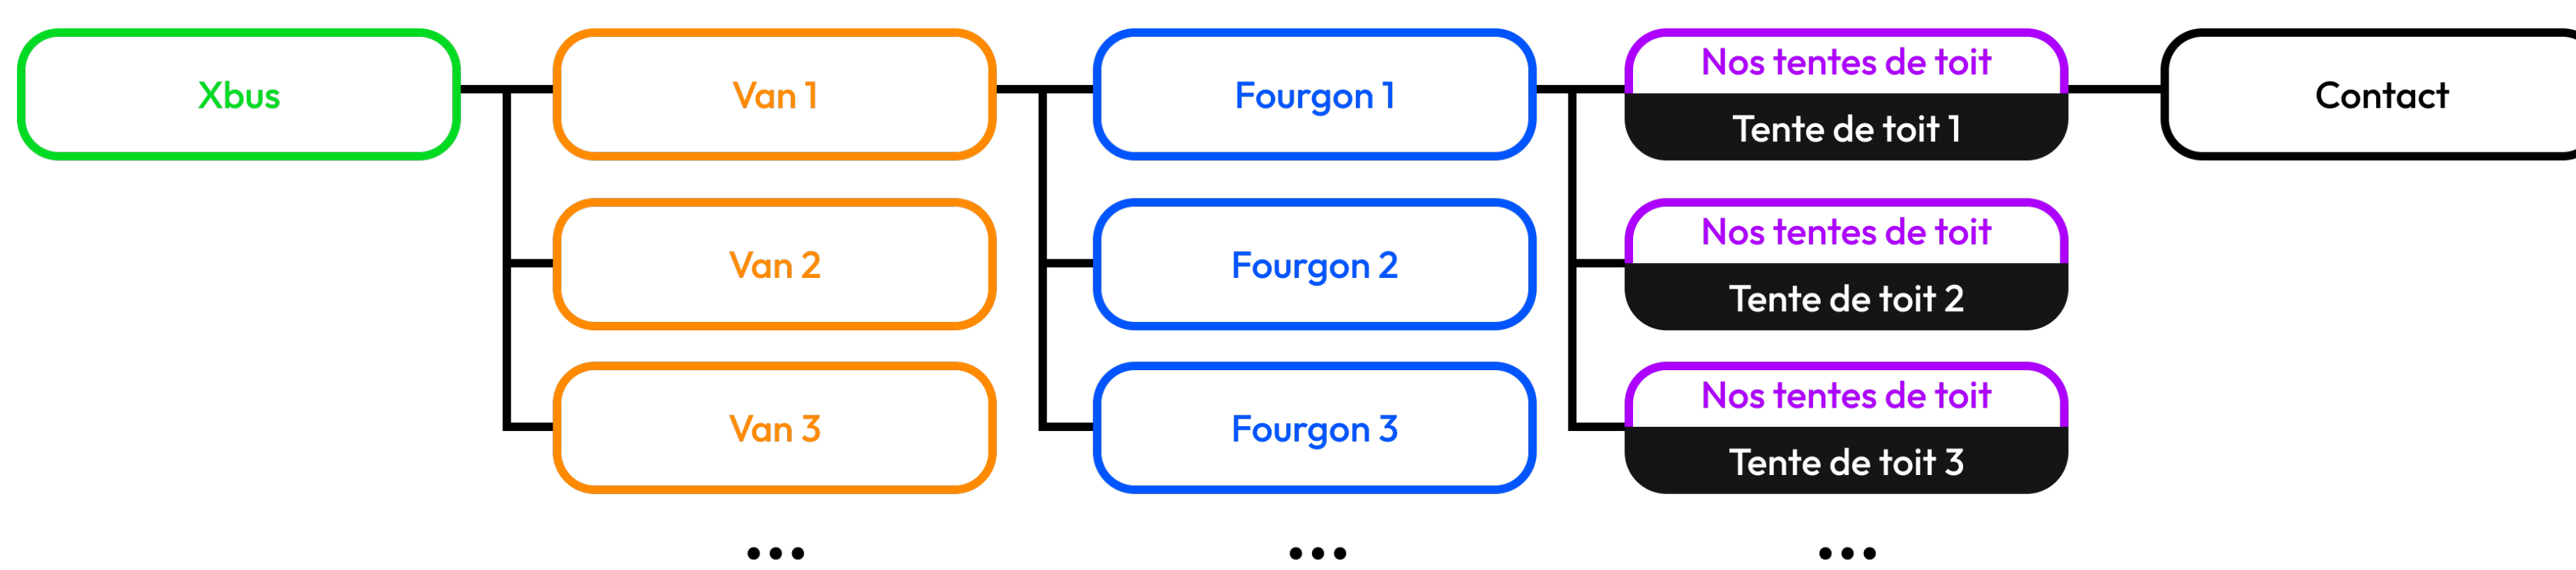 Xbus
Van 1
Fourgon 1
Nos tentes de toit
Tente de toit 1
Contact
Van 2
Fourgon 2
Nos tentes de toit
Tente de toit 2
Van 3
Fourgon 3
Nos tentes de toit
Tente de toit 3
... ... ...